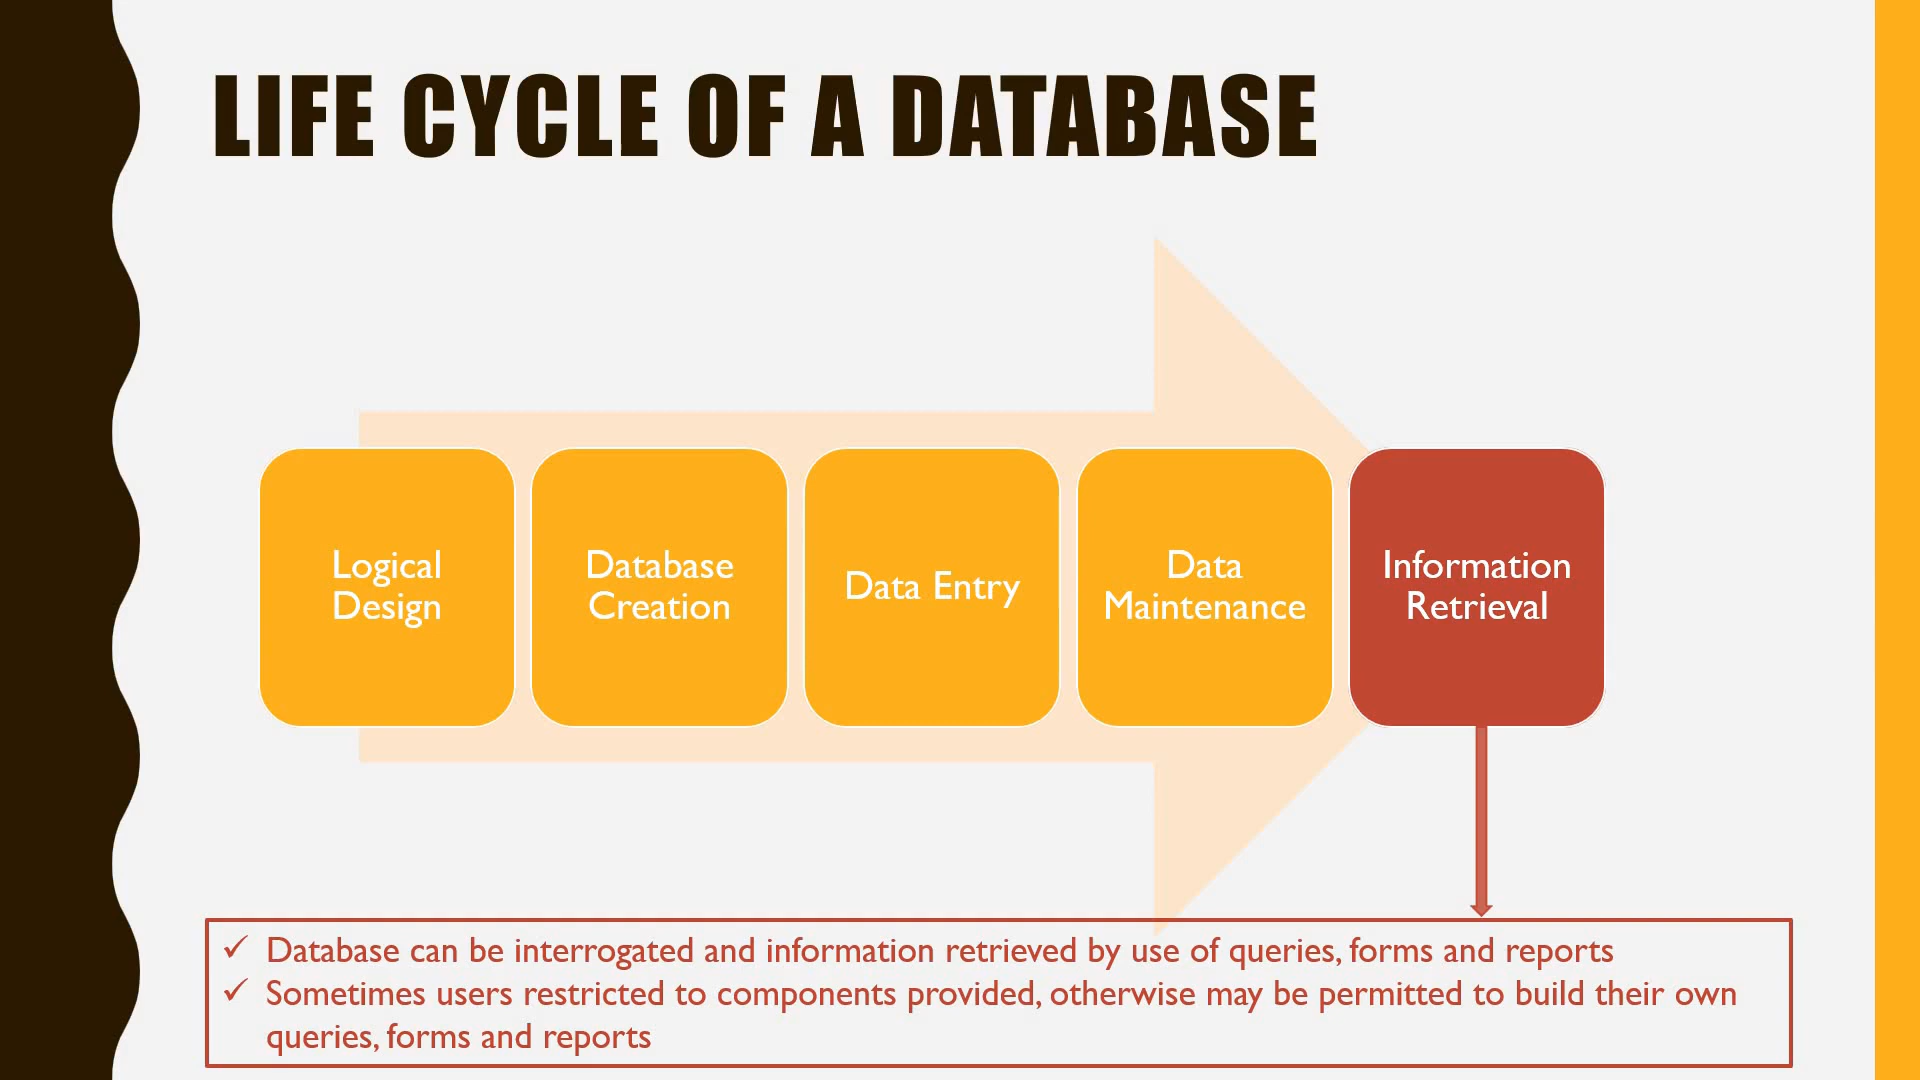 LIFE CYCLE OF A DATABASE
Logical
Design
Database
Creation
Data Entry
Data
Maintenance
Information
Retrieval
✓ Database can be interrogated and information retrieved by use of queries, forms and reports
✓ Sometimes users restricted to components provided, otherwise may be permitted to build their own
queries, forms and reports